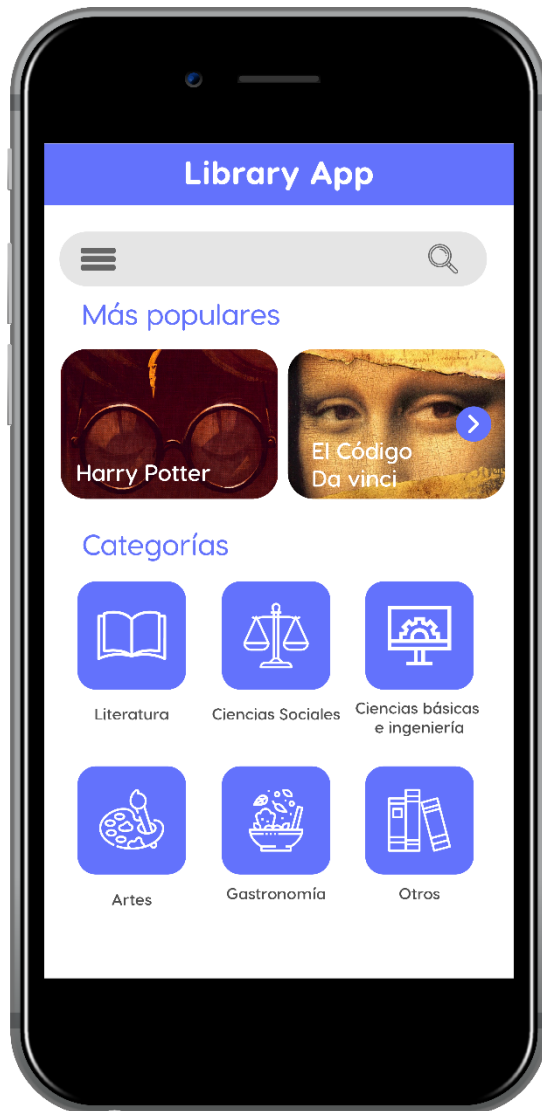 Library App
Más populares
Harry Potter
El Código
Da vinci
Categorías
Literatura
Ciencias Sociales
Ciencias básicas
e ingeniería
Artes
Gastronomía
Otros